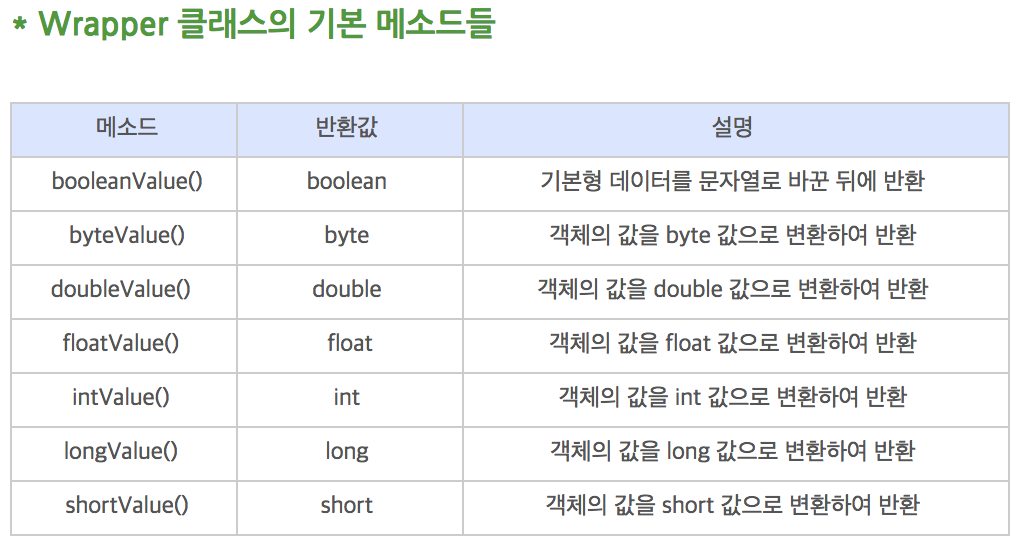 * Wrapper 클래스의 기본 메소드들
메소드 반환값 설명
booleanValue() boolean 기본형 데이터를 문자열로 바꾼 뒤에 반환
byteValue() byte 객체의 값을 byte 값으로 변환하여 반환
doubleValue() double 객체의 값을 double 값으로 변환하여 반환
floatValue() float 객체의 값을 float 값으로 변환하여 반환
intValue() int 객체의 값을 int 값으로 변환하여 반환
longValue() long 객체의 값을 long 값으로 변환하여 반환
shortValue() short 객체의 값을 short 값으로 변환하여 반환